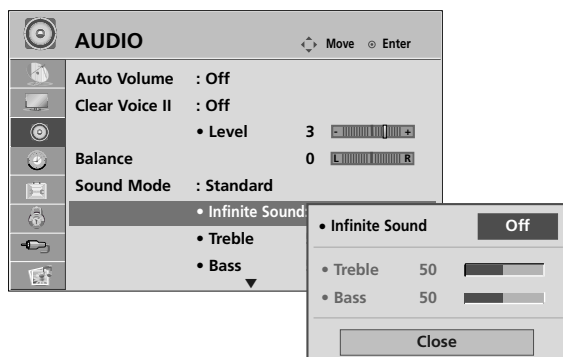 AUDIO Move Enter
Auto Volume : Off
Clear Voice II : Off
• Level 3 - +
Balance 0 L R
Sound Mode : Standard
• Infinite Sound:
• Treble
• Bass
▼
• Infinite Sound Off
• Treble 50
• Bass 50
Close